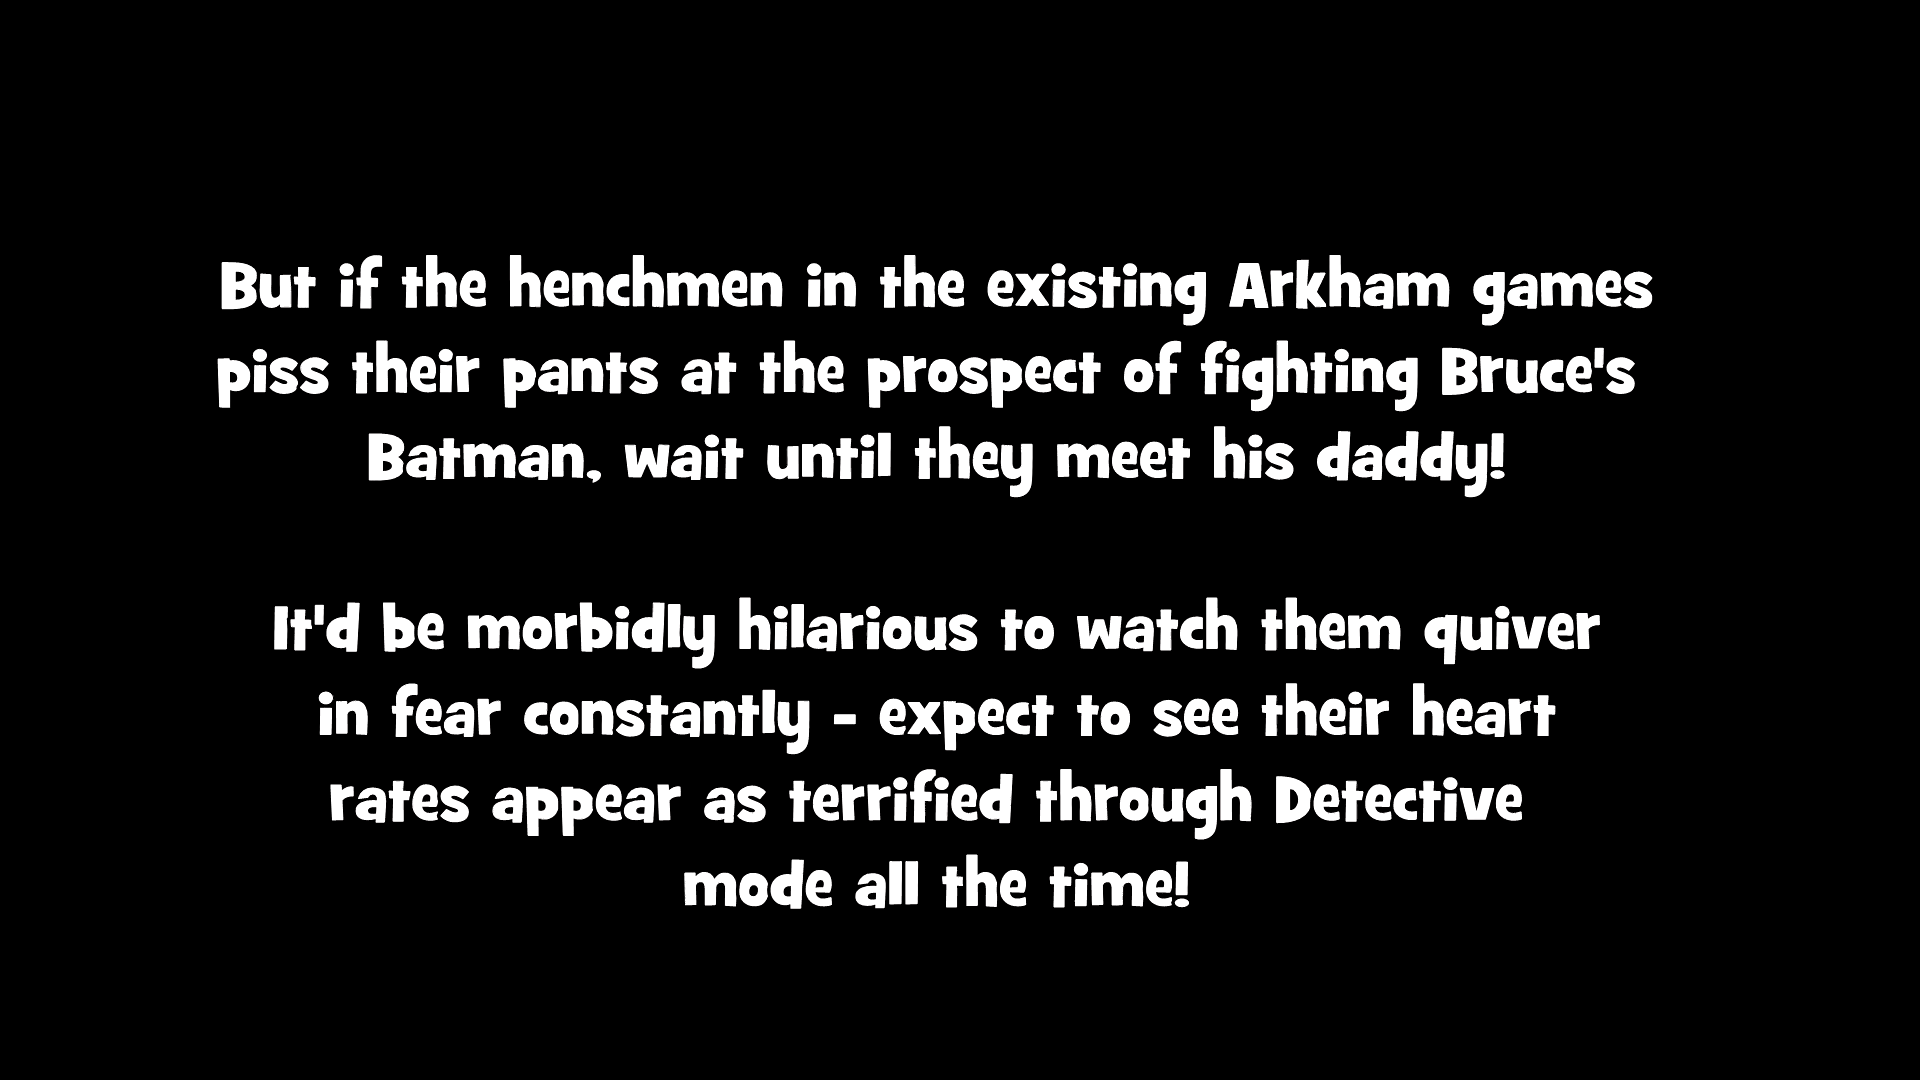 But if the henchmen in the existing Arkham games
piss their pants at the prospect of fighting Bruce's
Batman, wait until they meet his daddy!
It'd be morbidly hilarious to watch them quiver
in fear constantly - expect to see their heart
rates appear as terrified through Detective
mode all the time!